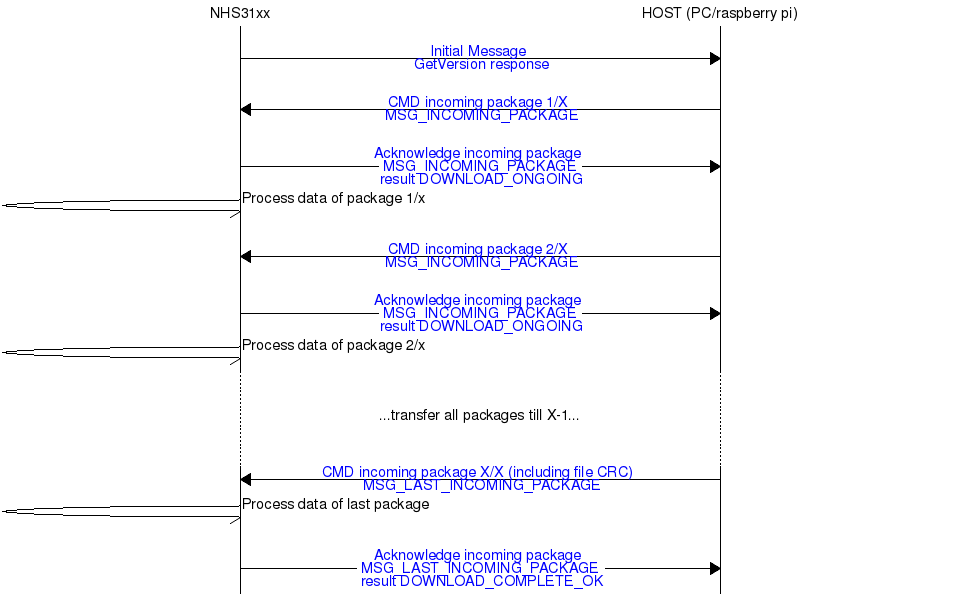 NHS31xx
HOST (PC/raspberry pi)
Initial Message
GetVersion response
CMD incoming package 1/X
MSG_INCOMING_PACKAGE
Acknowledge incoming package
MSG_INCOMING_PACKAGE
result DOWNLOAD_ONGOING
Process data of package 1/x
CMD incoming package 2/X
MSG_INCOMING_PACKAGE
Acknowledge incoming package
MSG_INCOMING_PACKAGE
result DOWNLOAD_ONGOING
Process data of package 2/x
...transfer all packages till X-1...
CMD incoming package X/X (including file CRC)
MSG_LAST_INCOMING_PACKAGE
Process data of last package
Acknowledge incoming package
MSG_LAST_INCOMING_PACKAGE
result DOWNLOAD_COMPLETE_OK